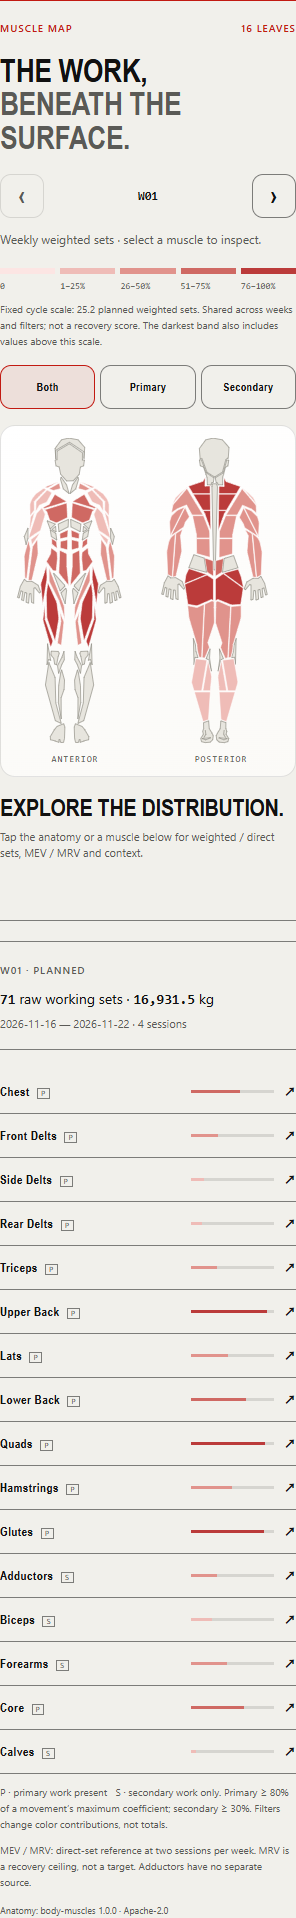 MUSCLE MAP
16 LEAVES
THE WORK,
BENEATH THE
SURFACE.
‹
W01
›
Weekly weighted sets · select a muscle to inspect.
0
1–25%
26–50%
51–75%
76–100%
Fixed cycle scale: 25.2 planned weighted sets. Shared across weeks
and filters; not a recovery score. The darkest band also includes
values above this scale.
Both
Primary
Secondary
ANTERIOR
POSTERIOR
EXPLORE THE DISTRIBUTION.
Tap the anatomy or a muscle below for weighted / direct
sets, MEV / MRV and context.
W01 · PLANNED
71 raw working sets · 16,931.5 kg
2026-11-16 — 2026-11-22 · 4 sessions
Chest P ↗
Front Delts P ↗
Side Delts P ↗
Rear Delts P ↗
Triceps P ↗
Upper Back P ↗
Lats P ↗
Lower Back P ↗
Quads P ↗
Hamstrings P ↗
Glutes P ↗
Adductors S ↗
Biceps S ↗
Forearms S ↗
Core P ↗
Calves S ↗
P · primary work present S · secondary work only. Primary ≥ 80%
of a movement's maximum coefficient; secondary ≥ 30%. Filters
change color contributions, not totals.
MEV / MRV: direct-set reference at two sessions per week. MRV is
a recovery ceiling, not a target. Adductors have no separate
source.
Anatomy: body-muscles 1.0.0 · Apache-2.0